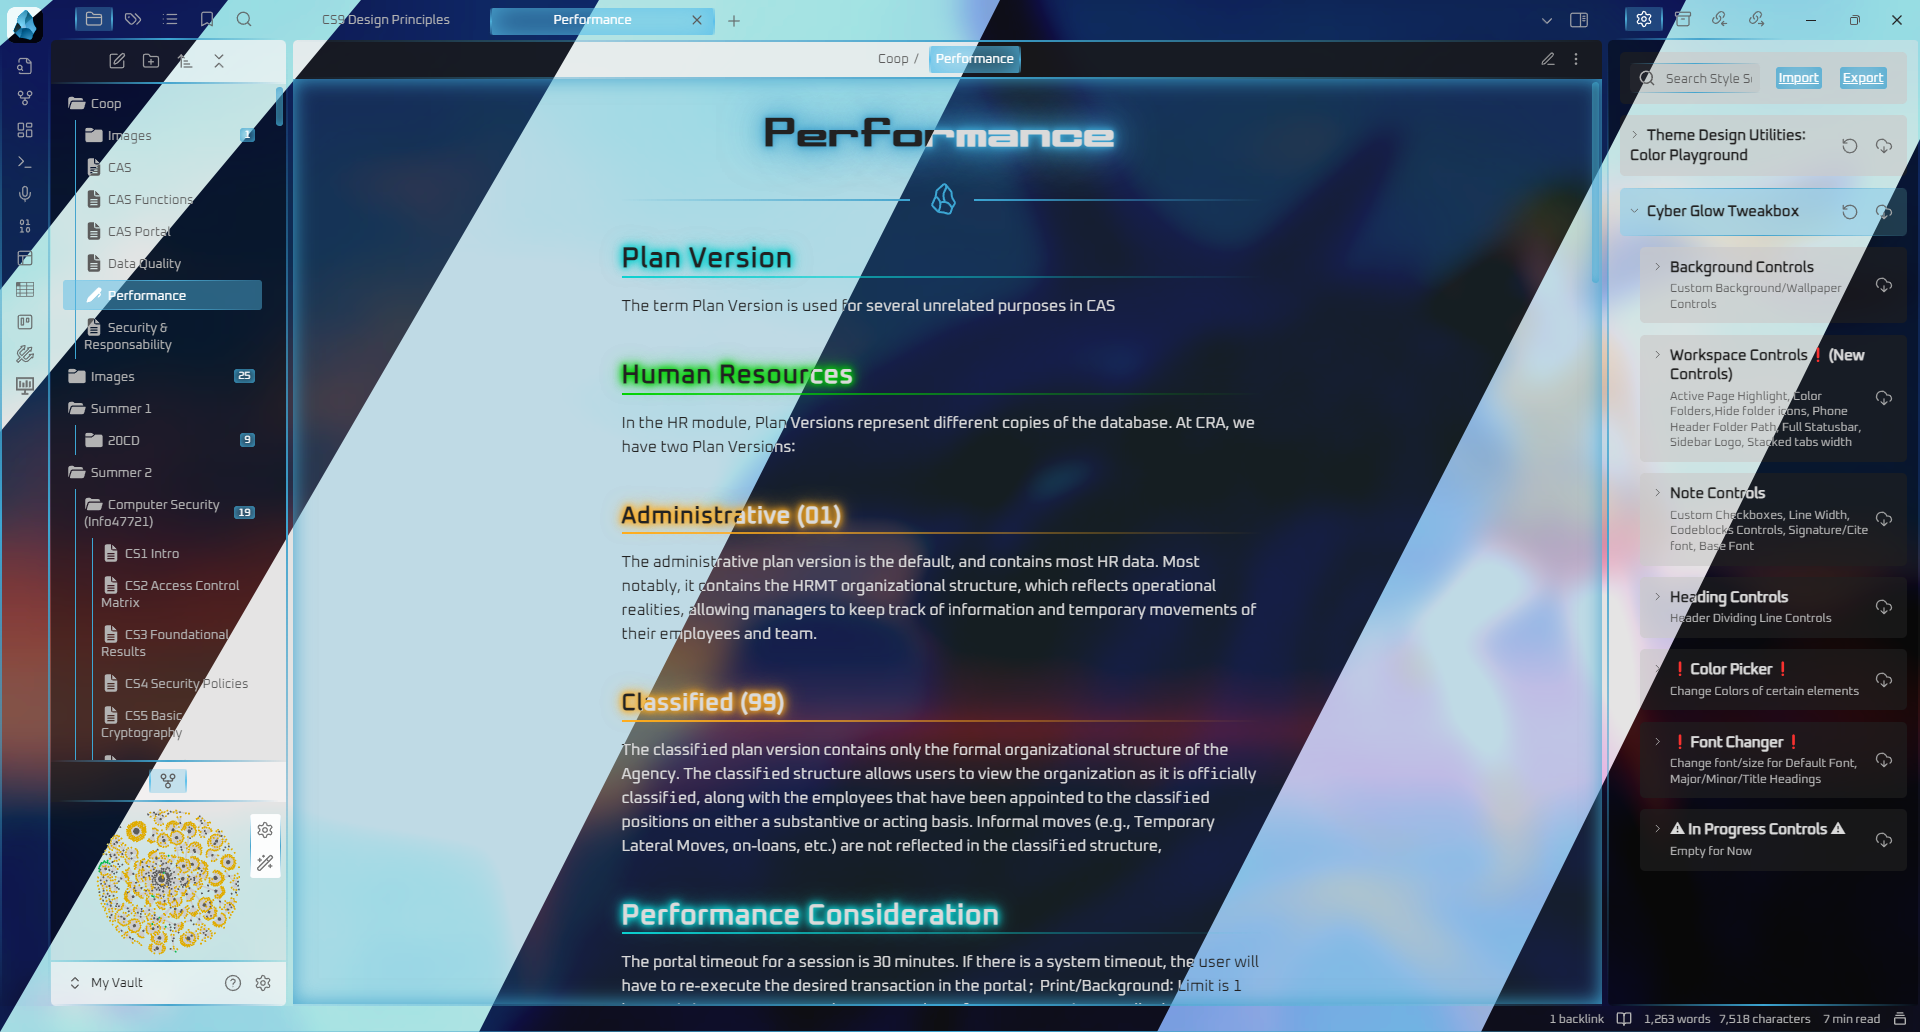 CS9 Design Principles
Performance
Coop / Performance
Coop
Images 1
CAS
CAS Functions
CAS Portal
Data Quality
Performance
Security &
Responsability
Images 25
Summer 1
20CD 9
Summer 2
Computer Security
(Info47721) 19
CS1 Intro
CS2 Access Control
Matrix
CS3 Foundational
Results
CS4 Security Policies
CS5 Basic
Cryptography
My Vault
Performance
Plan Version
The term Plan Version is used for several unrelated purposes in CAS
Human Resources
In the HR module, Plan Versions represent different copies of the database. At CRA, we
have two Plan Versions:
Administrative (01)
The administrative plan version is the default, and contains most HR data. Most
notably, it contains the HRMT organizational structure, which reflects operational
realities, allowing managers to keep track of information and temporary movements of
their employees and team.
Classified (99)
The classified plan version contains only the formal organizational structure of the
Agency. The classified structure allows users to view the organization as it is officially
classified, along with the employees that have been appointed to the classified
positions on either a substantive or acting basis. Informal moves (e.g., Temporary
Lateral Moves, on-loans, etc.) are not reflected in the classified structure,
Performance Consideration
The portal timeout for a session is 30 minutes. If there is a system timeout, the user will
have to re-execute the desired transaction in the portal; Print/Background: Limit is 1
Search Style Se
Import
Export
Theme Design Utilities:
Color Playground
Cyber Glow Tweakbox
Background Controls
Custom Background/Wallpaper
Controls
Workspace Controls❗ (New
Controls)
Active Page Highlight, Color
Folders,Hide folder icons, Phone
Header Folder Path, Full Statusbar,
Sidebar Logo, Stacked tabs width
Note Controls
Custom Checkboxes, Line Width,
Codeblocks Controls, Signature/Cite
font, Base Font
Heading Controls
Header Dividing Line Controls
❗ Color Picker ❗
Change Colors of certain elements
❗ Font Changer ❗
Change font/size for Default Font,
Major/Minor/Title Headings
⚠ In Progress Controls ⚠
Empty for Now
1 backlink 1,263 words 7,518 characters 7 min read